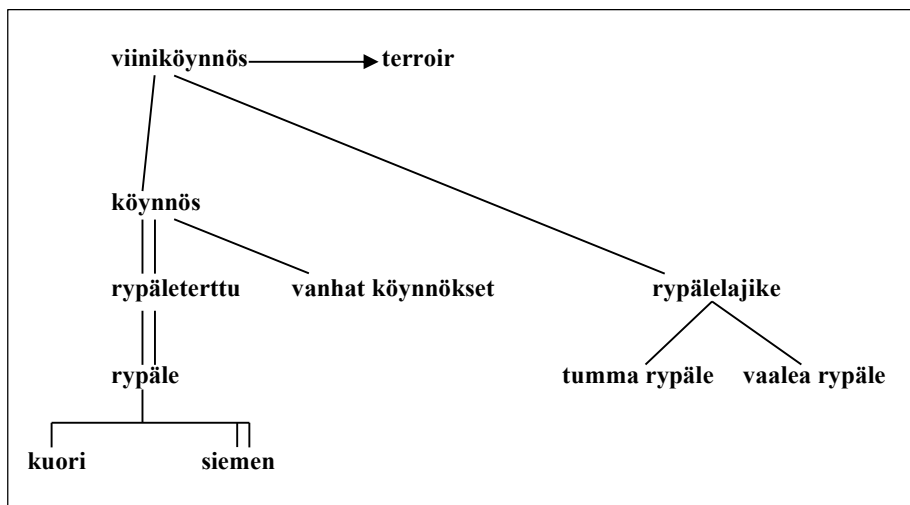 viiniköynnös terroir
köynnös
rypäleterttu vanhat köynnökset rypälelajike
rypäle tumma rypäle vaalea rypäle
kuori siemen